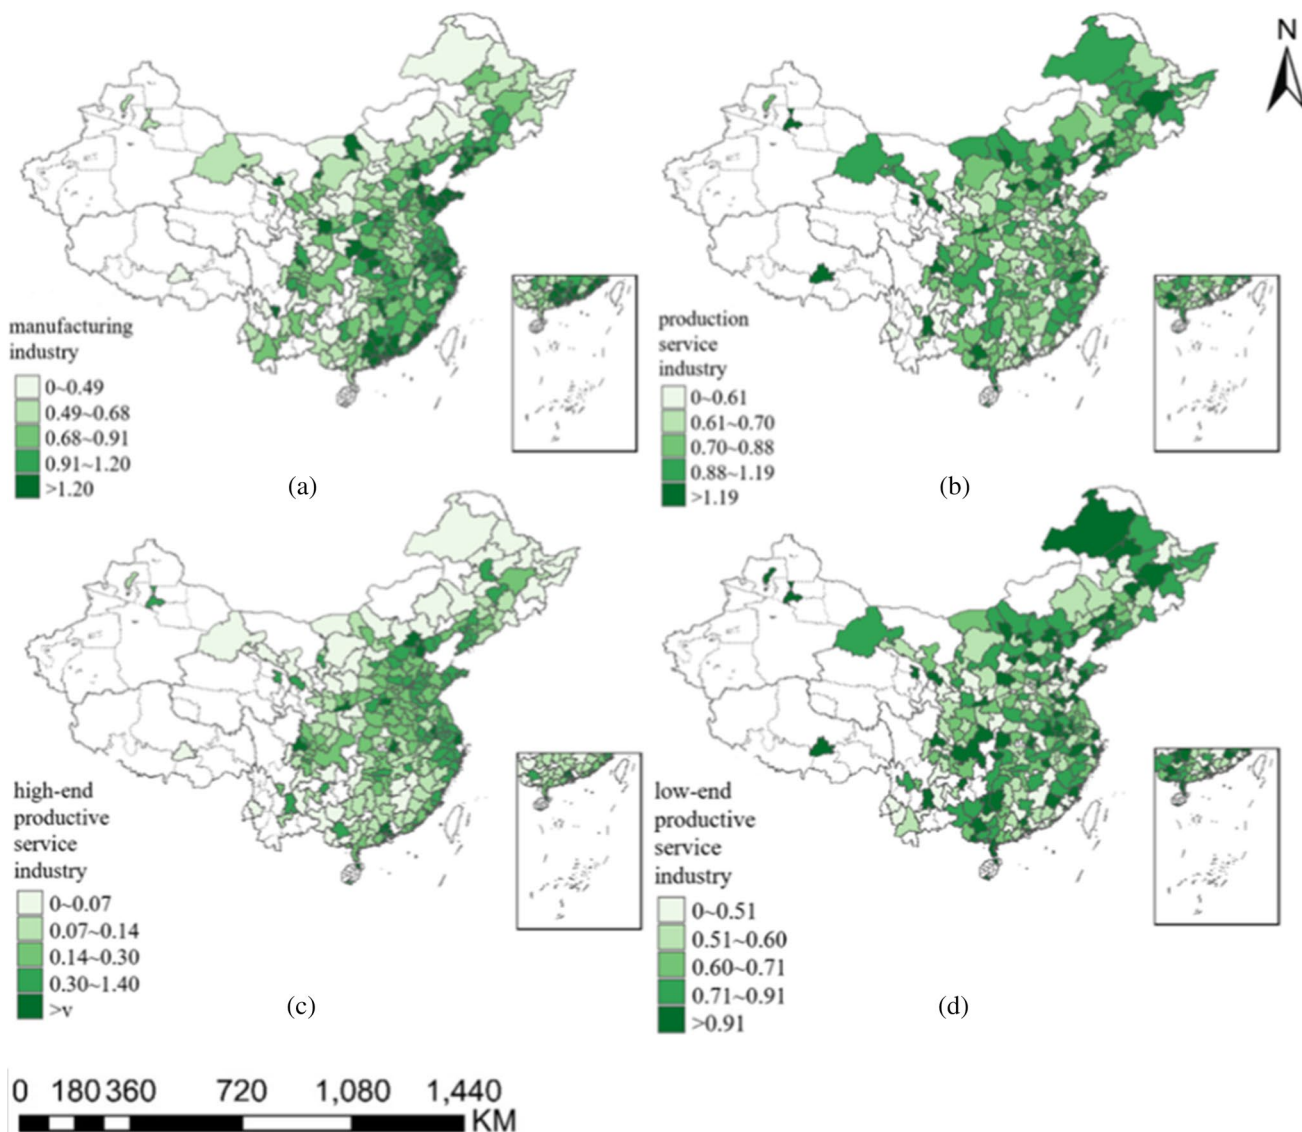 N
manufacturing
industry
0~0.49
0.49~0.68
0.68~0.91
0.91~1.20
>1.20
(a)
production
service
industry
0~0.61
0.61~0.70
0.70~0.88
0.88~1.19
>1.19
(b)
high-end
productive
service
industry
0~0.07
0.07~0.14
0.14~0.30
0.30~1.40
>v
(c)
low-end
productive
service
industry
0~0.51
0.51~0.60
0.60~0.71
0.71~0.91
>0.91
(d)
0 180 360 720 1,080 1,440
KM